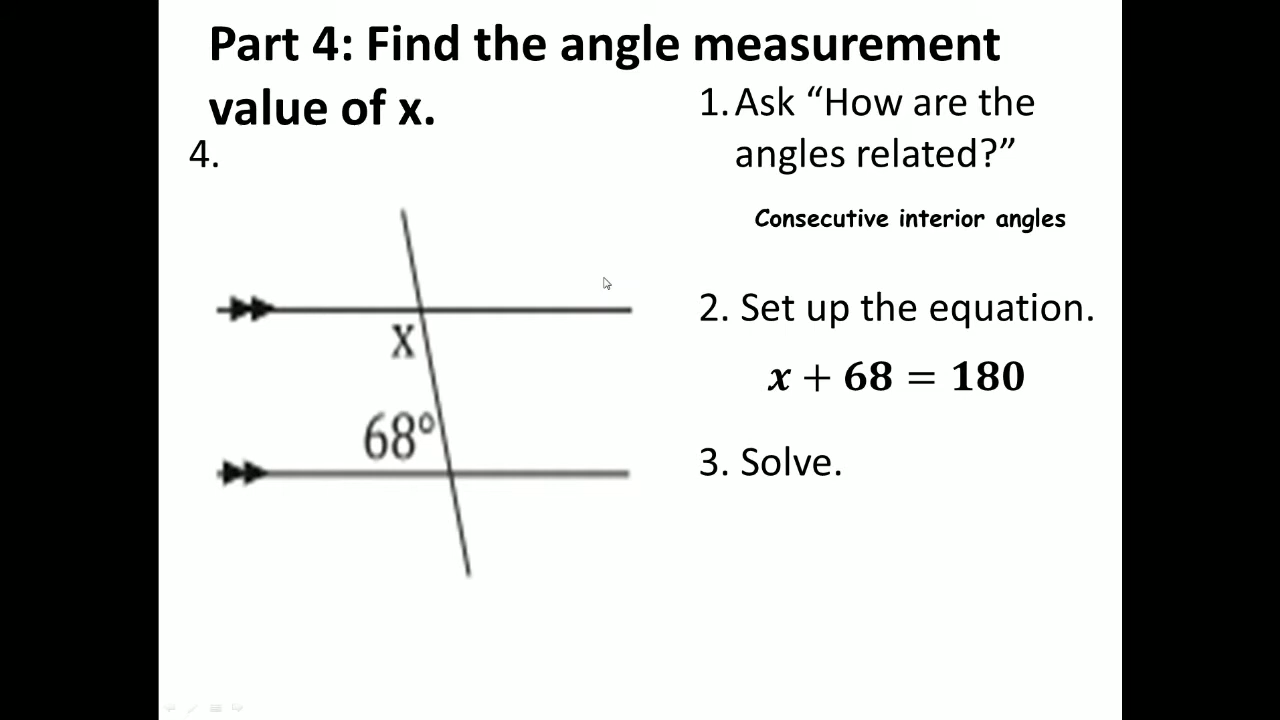 Part 4: Find the angle measurement
value of x.
4.
x
68°
1. Ask “How are the
angles related?”
Consecutive interior angles
2. Set up the equation.
x + 68 = 180
3. Solve.